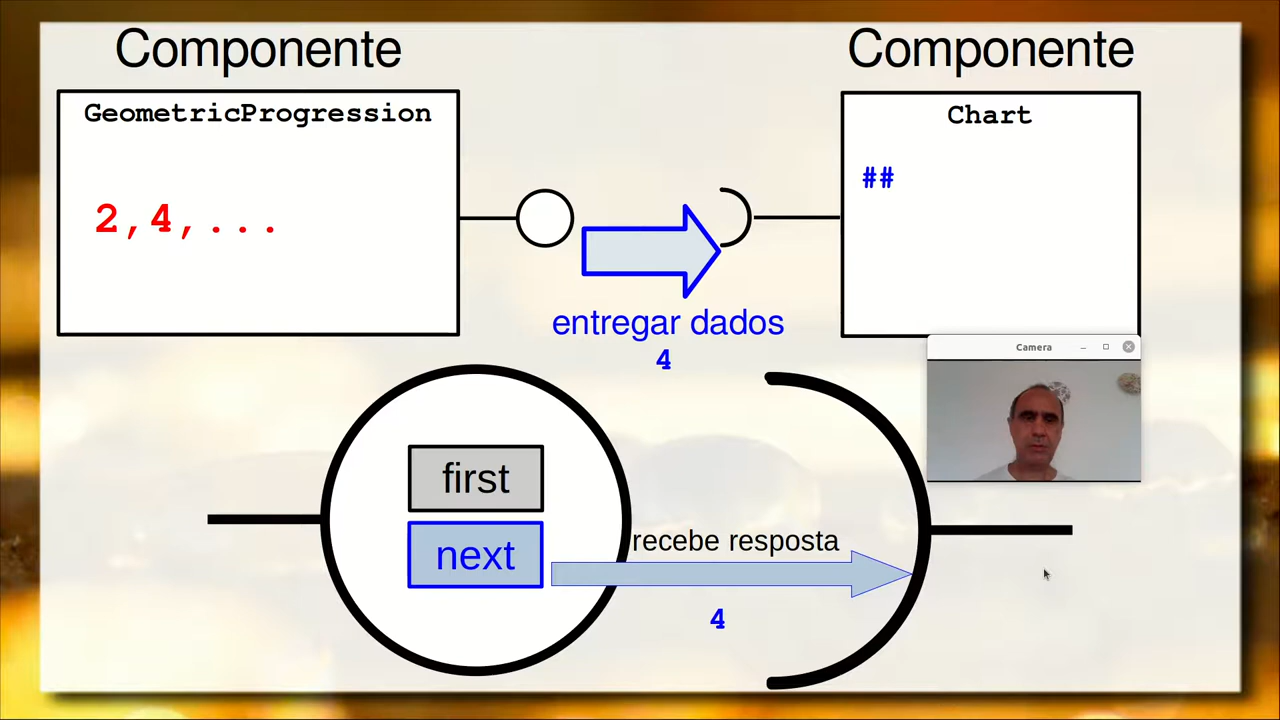 Componente
GeometricProgression
2,4,...
Componente
Chart
##
entregar dados
4
Camera
first
next
recebe resposta
4